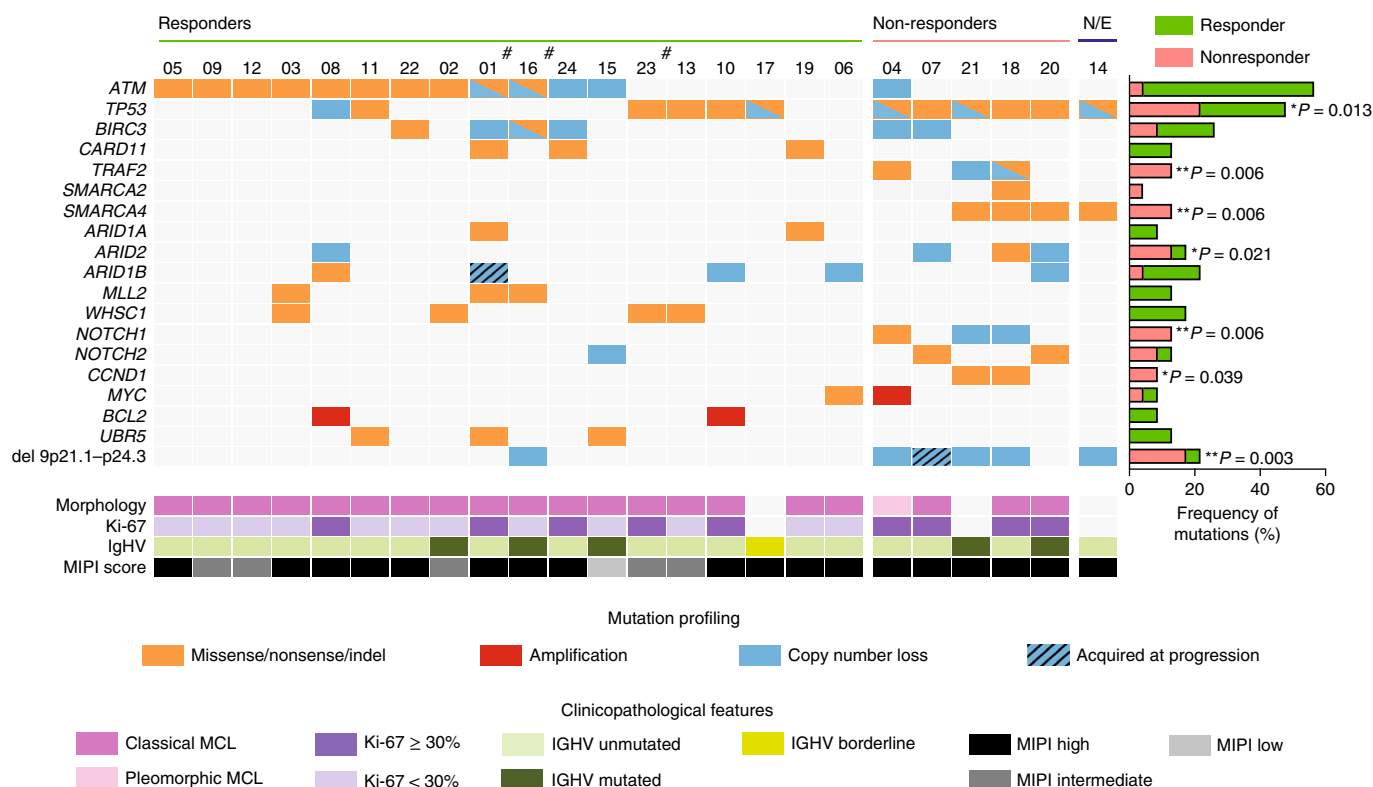 Responders
Non-responders
N/E
Responder
Nonresponder
# # #
05 09 12 03 08 11 22 02 01 16 24 15 23 13 10 17 19 06 04 07 21 18 20 14
ATM
TP53 *P = 0.013
BIRC3
CARD11
TRAF2 **P = 0.006
SMARCA2
SMARCA4 **P = 0.006
ARID1A
ARID2 *P = 0.021
ARID1B
MLL2
WHSC1
NOTCH1 **P = 0.006
NOTCH2
CCND1 *P = 0.039
MYC
BCL2
UBR5
del 9p21.1–p24.3 **P = 0.003
0 20 40 60
Frequency of
mutations (%)
Morphology
Ki-67
IgHV
MIPI score
Mutation profiling
Missense/nonsense/indel
Amplification
Copy number loss
Acquired at progression
Clinicopathological features
Classical MCL
Ki-67 ≥ 30%
IGHV unmutated
IGHV borderline
MIPI high
MIPI low
Pleomorphic MCL
Ki-67 < 30%
IGHV mutated
MIPI intermediate